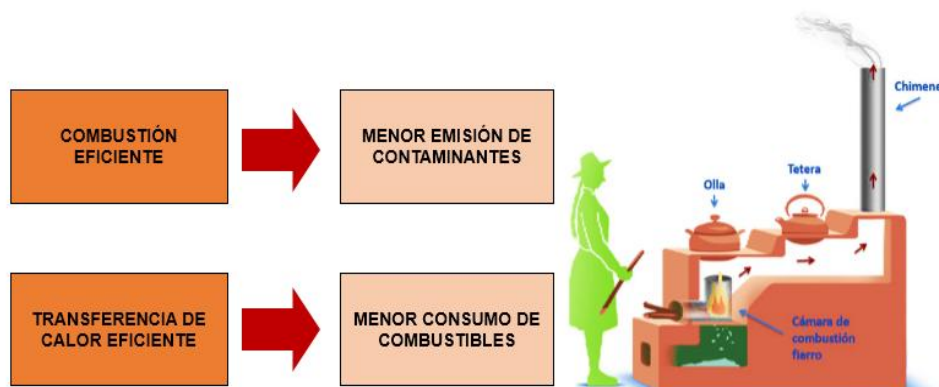 COMBUSTIÓN
EFICIENTE
MENOR EMISIÓN DE
CONTAMINANTES
TRANSFERENCIA DE
CALOR EFICIENTE
MENOR CONSUMO DE
COMBUSTIBLES
Chimene
Tetera
Olla
Cámara de
combustión
fierro